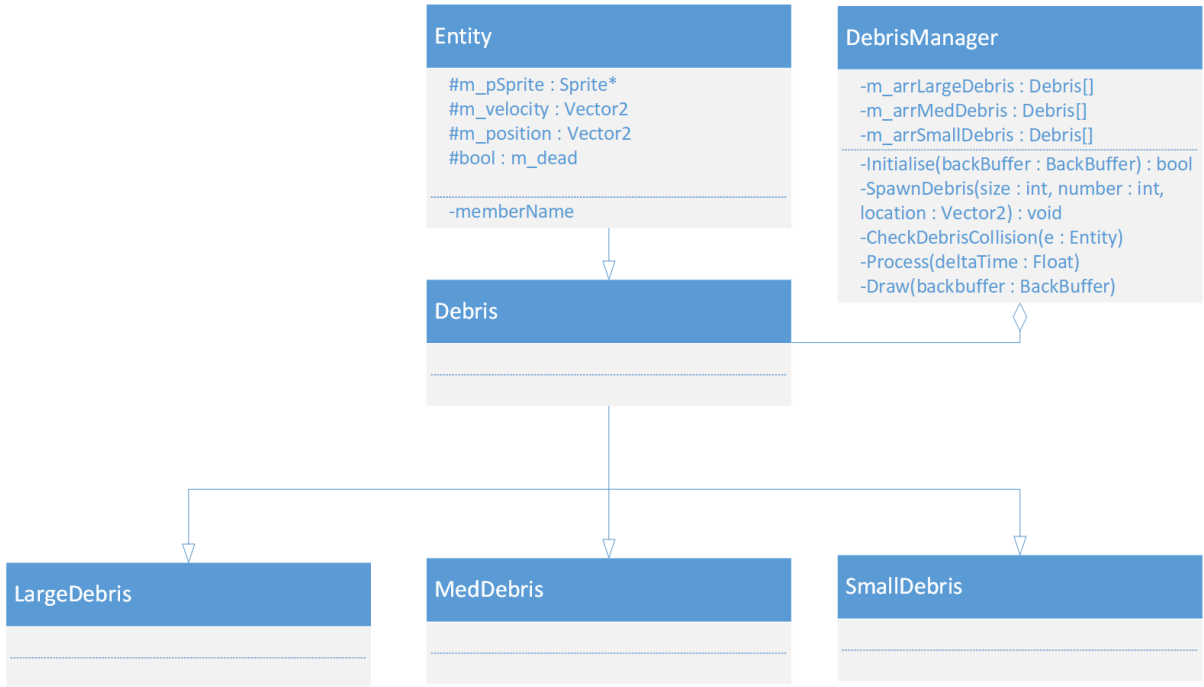 Entity
#m_pSprite : Sprite*
#m_velocity : Vector2
#m_position : Vector2
#bool : m_dead
-memberName
DebrisManager
-m_arrLargeDebris : Debris[]
-m_arrMedDebris : Debris[]
-m_arrSmallDebris : Debris[]
-Initialise(backBuffer : BackBuffer) : bool
-SpawnDebris(size : int, number : int,
location : Vector2) : void
-CheckDebrisCollision(e : Entity)
-Process(deltaTime : Float)
-Draw(backbuffer : BackBuffer)
Debris
LargeDebris
MedDebris
SmallDebris